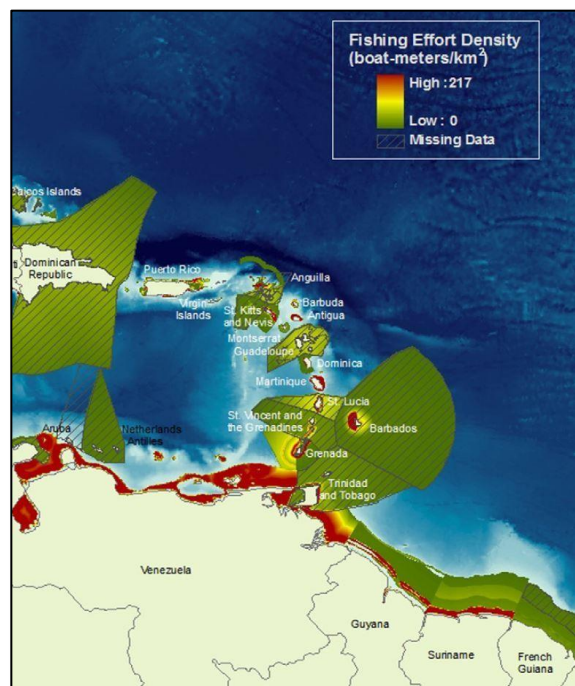 Fishing Effort Density
(boat-meters/km²)
High : 217
Low : 0
Missing Data
aicos Islands
ti
Dominican
Republic
Puerto Rico
Virgin
Islands
Anguilla
St. Kitts
and Nevis
Barbuda
Antigua
Montserrat
Guadeloupe
Dominica
Martinique
St. Lucia
St. Vincent and
the Grenadines
Barbados
Grenada
Aruba
Netherlands
Antilles
Trinidad
and Tobago
Venezuela
Guyana
Suriname
French
Guiana